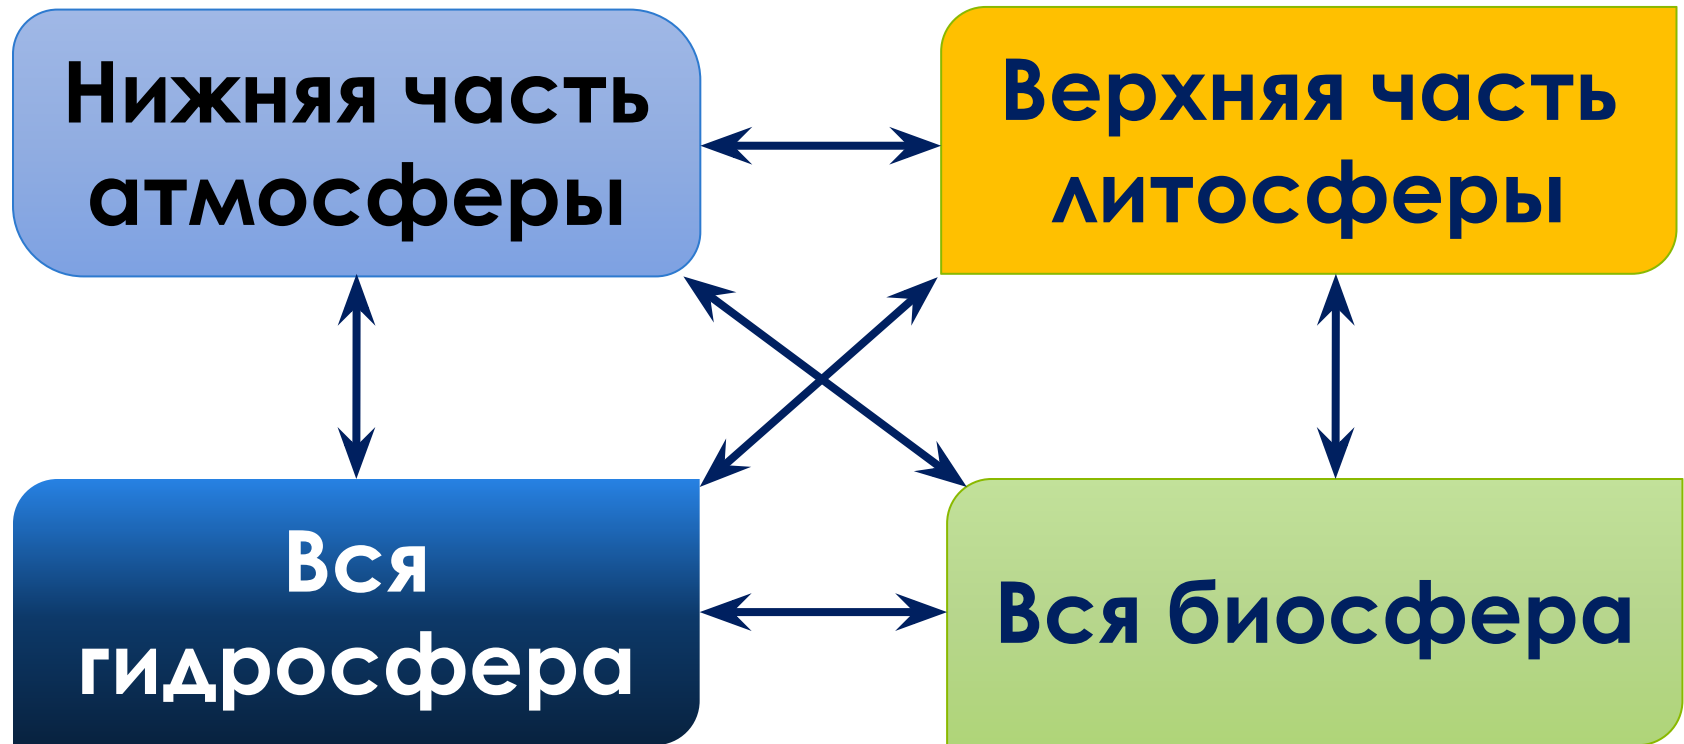 Нижняя часть
атмосферы
Верхняя часть
литосферы
Вся
гидросфера
Вся биосфера